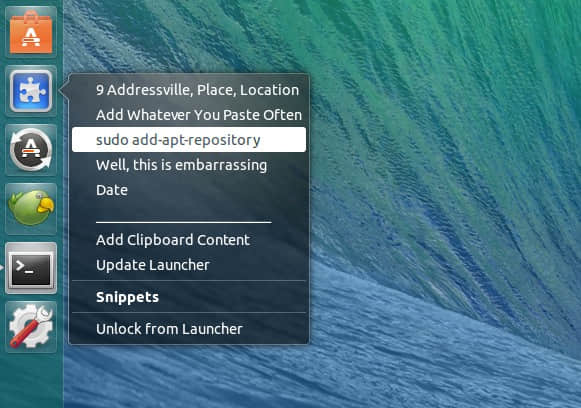 9 Addressville, Place, Location
Add Whatever You Paste Often
sudo add-apt-repository
Well, this is embarrassing
Date
Add Clipboard Content
Update Launcher
Snippets
Unlock from Launcher